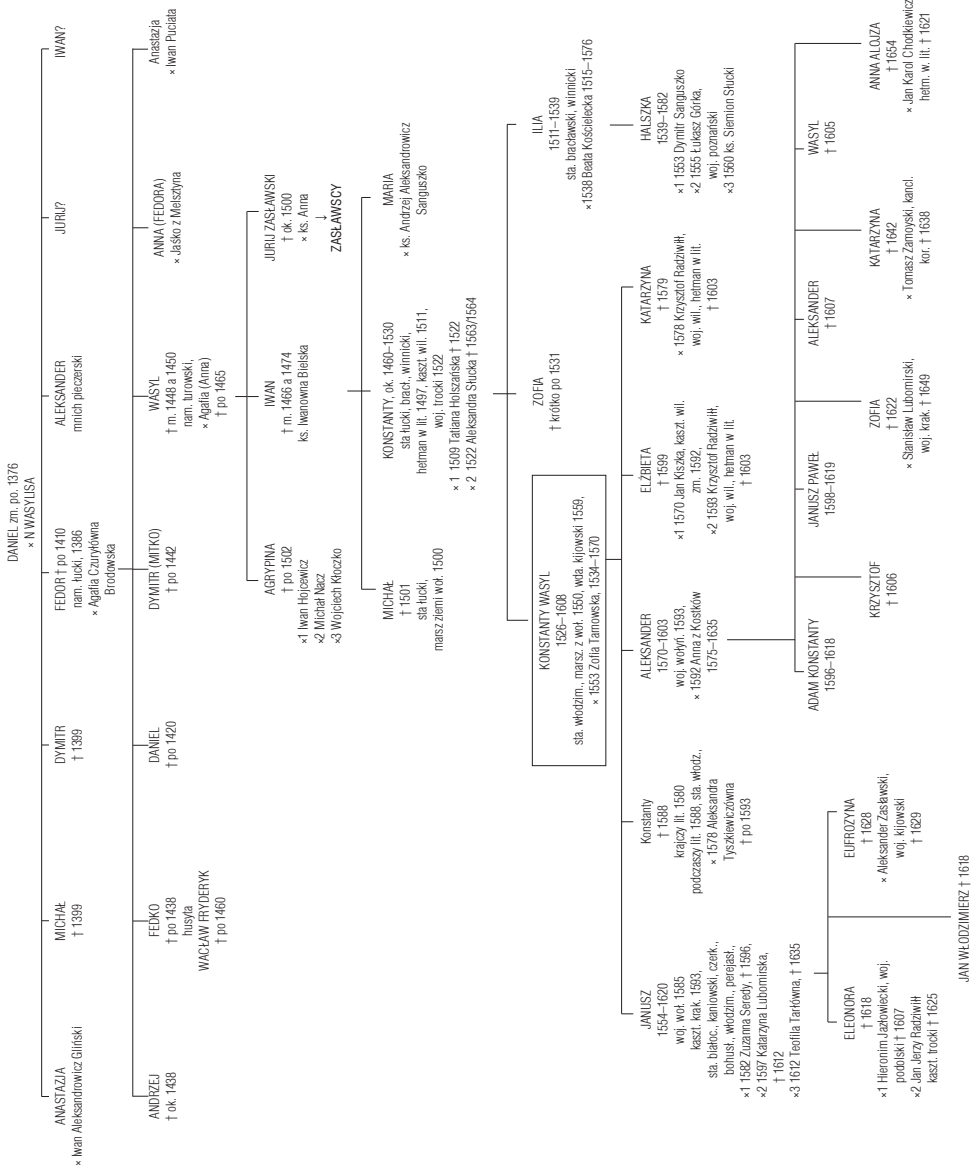 DANIEL zm. po. 1376
× N WASYLISA
ANASTAZJA
× Iwan Aleksandrowicz Gliński
MICHAŁ
† 1399
DYMITR
† 1399
FEDOR † po 1410
nam. łucki, 1386
× Agafia Czuryłówna
Brodowska
ALEKSANDER
mnich pieczerski
JURIJ?
IWAN?
ANDRZEJ
† ok. 1438
FEDKO
† po 1438
husyta
WACŁAW FRYDERYK
† po 1460
DANIEL
† po 1420
DYMITR (MITKO)
† po 1442
WASYL
† m. 1448 a 1450
nam. turowski,
× Agafia (Anna)
† po 1465
ANNA (FEDORA)
× Jaśko z Melsztyna
Anastazja
× Iwan Puciata
AGRYPINA
† po 1502
×1 Iwan Hojcewicz
×2 Michał Nacz
×3 Wojciech Kłoczko
IWAN
† m. 1466 a 1474
ks. Iwanowna Bielska
JURIJ ZASŁAWSKI
† ok. 1500
× ks. Anna
↓
ZASŁAWSCY
MICHAŁ
† 1501
sta łucki,
marsz ziemi woł. 1500
KONSTANTY, ok. 1460–1530
sta łucki, bracł., winnicki,
hetman w lit. 1497, kaszt. wil. 1511,
woj. trocki 1522
×1 1509 Tatiana Holszańska † 1522
× 2 1522 Aleksandra Słucka † 1563/1564
MARIA
× ks. Andrzej Aleksandrowicz
Sanguszko
KONSTANTY WASYL
1526–1608
sta. włodzim., marsz. z woł. 1550, wda. kijowski 1559,
× 1553 Zofia Tarnowska, 1534–1570
ZOFIA
† krótko po 1531
ILIA
1511–1539
sta. bracławski, winnicki
×1538 Beata Kościelecka 1515–1576
JANUSZ
1554–1620
woj. woł. 1585
kaszt. krak. 1593,
sta. białoc., kaniowski, czerk.,
bohusł., włodzim., perejasł.,
×1 1582 Zuzanna Seredy, † 1596,
×2 1597 Katarzyna Lubomirska,
† 1612
×3 1612 Teofila Tarłówna, † 1635
Konstanty
† 1588
krajczy lit. 1580
podczaszy lit. 1588, sta. włodz.,
× 1578 Aleksandra
Tyszkiewiczówna
† po 1593
ALEKSANDER
1570–1603
woj. wołyń. 1593,
× 1592 Anna z Kostków
1575–1635
ELŻBIETA
† 1599
×1 1570 Jan Kiszka, kaszt. wil.
zm. 1592,
×2 1593 Krzysztof Radziwiłł,
woj. wil., hetman w lit.
† 1603
KATARZYNA
† 1579
× 1578 Krzysztof Radziwiłł,
woj. wil., hetman w lit.
† 1603
HALSZKA
1539–1582
×1 1553 Dymitr Sanguszko
×2 1555 Łukasz Górka,
woj. poznański
×3 1560 ks. Siemion Słucki
ELEONORA
† 1618
×1 Hieronim Jazłowiecki, woj.
podolski † 1607
×2 Jan Jerzy Radziwiłł
kaszt. trocki † 1625
EUFROZYNA
† 1628
× Aleksander Zasławski,
woj. kijowski
† 1629
JAN WŁODZIMIERZ † 1618
ADAM KONSTANTY
1596–1618
KRZYSZTOF
† 1606
JANUSZ PAWEŁ
1598–1619
ZOFIA
† 1622
× Stanisław Lubomirski,
woj. krak. † 1649
ALEKSANDER
† 1607
KATARZYNA
† 1642
× Tomasz Zamoyski, kancl.
kor. † 1638
WASYL
† 1605
ANNA ALOJZA
† 1654
× Jan Karol Chodkiewicz
hetm. w. lit. † 1621